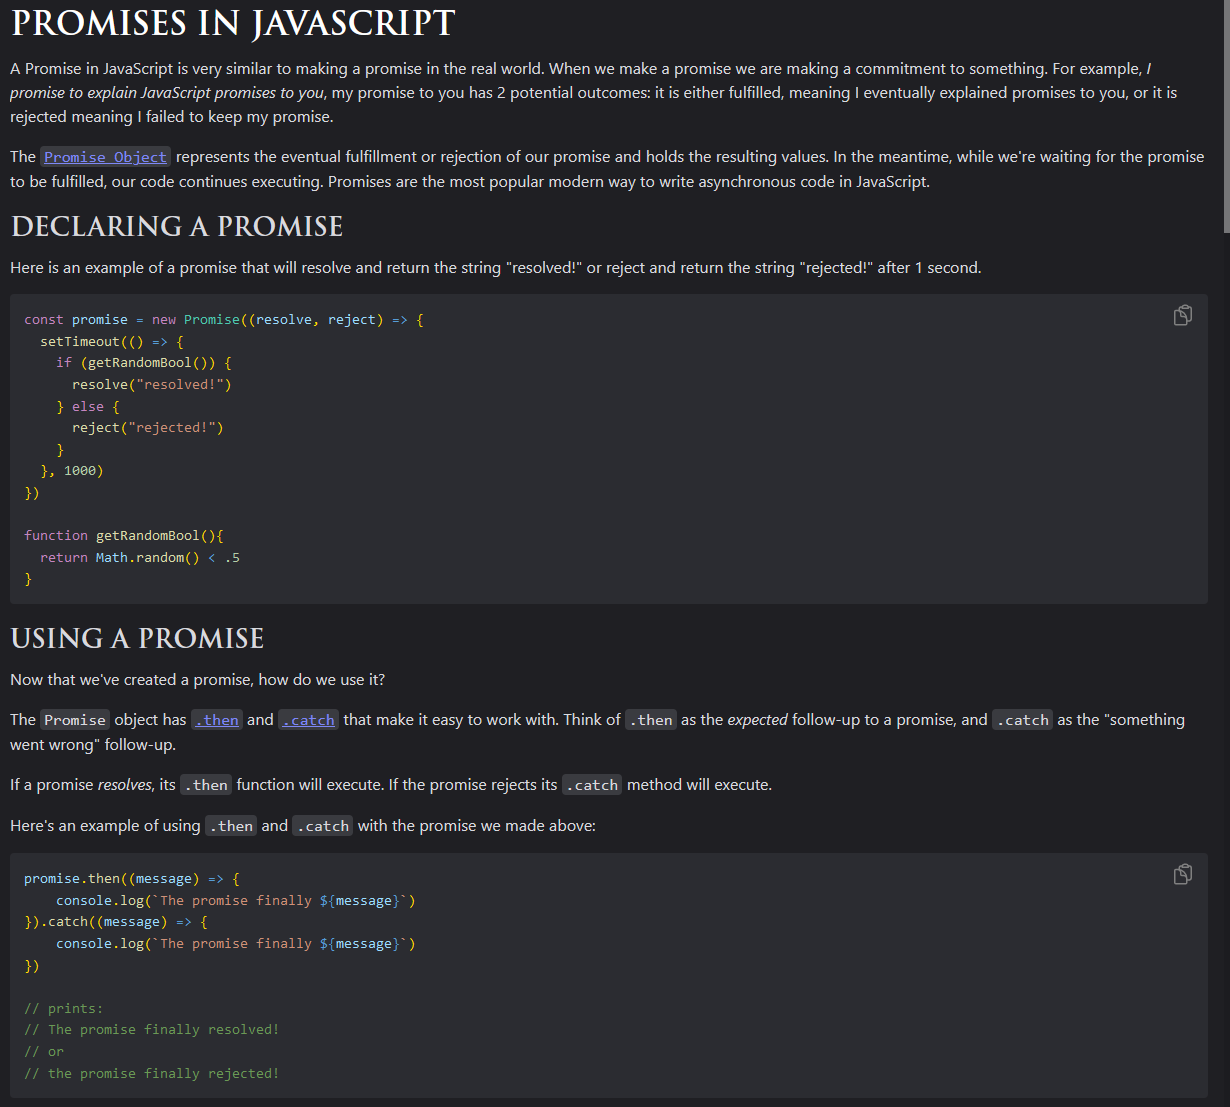 PROMISES IN JAVASCRIPT
A Promise in JavaScript is very similar to making a promise in the real world. When we make a promise we are making a commitment to something. For example, I
promise to explain JavaScript promises to you, my promise to you has 2 potential outcomes: it is either fulfilled, meaning I eventually explained promises to you, or it is
rejected meaning I failed to keep my promise.
The Promise Object represents the eventual fulfillment or rejection of our promise and holds the resulting values. In the meantime, while we're waiting for the promise
to be fulfilled, our code continues executing. Promises are the most popular modern way to write asynchronous code in JavaScript.
DECLARING A PROMISE
Here is an example of a promise that will resolve and return the string "resolved!" or reject and return the string "rejected!" after 1 second.
const promise = new Promise((resolve, reject) => {
  setTimeout(() => {
    if (getRandomBool()) {
      resolve("resolved!")
    } else {
      reject("rejected!")
    }
  }, 1000)
})
function getRandomBool(){
  return Math.random() < .5
}
USING A PROMISE
Now that we've created a promise, how do we use it?
The Promise object has .then and .catch that make it easy to work with. Think of .then as the expected follow-up to a promise, and .catch as the "something
went wrong" follow-up.
If a promise resolves, its .then function will execute. If the promise rejects its .catch method will execute.
Here's an example of using .then and .catch with the promise we made above:
promise.then((message) => {
    console.log(`The promise finally ${message}`)
}).catch((message) => {
    console.log(`The promise finally ${message}`)
})
// prints:
// The promise finally resolved!
// or
// the promise finally rejected!